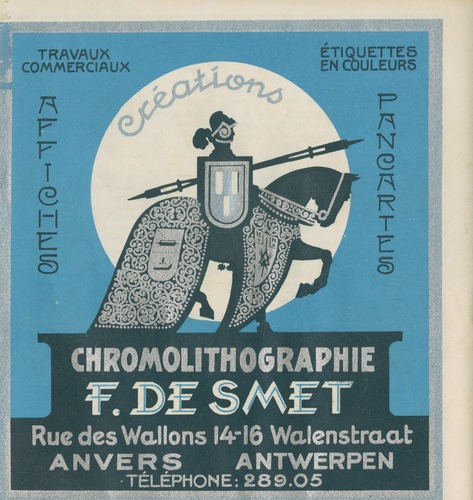 TRAVAUX
COMMERCIAUX
ÉTIQUETTES
EN COULEURS
Créations
AFFICHES
PANCARTES
CHROMOLITHOGRAPHIE
F. DE SMET
Rue des Wallons 14-16 Walenstraat
ANVERS ANTWERPEN
TÉLÉPHONE: 289.05